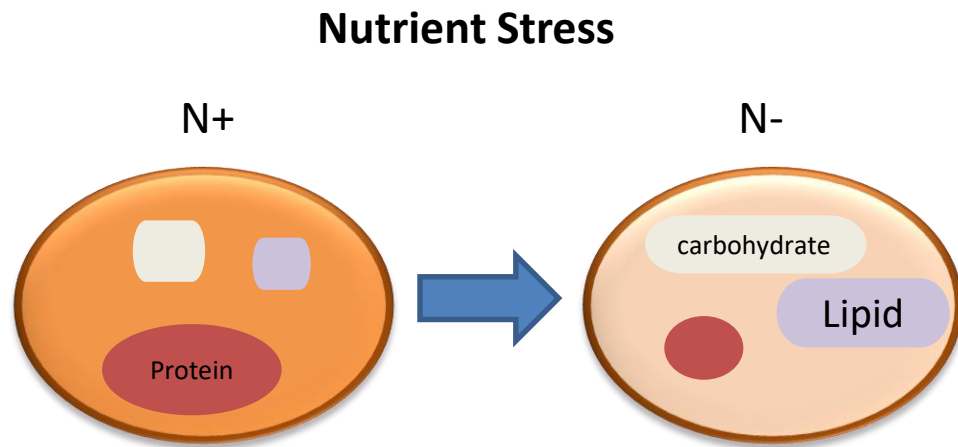 Nutrient Stress
N+
N-
carbohydrate
Lipid
Protein